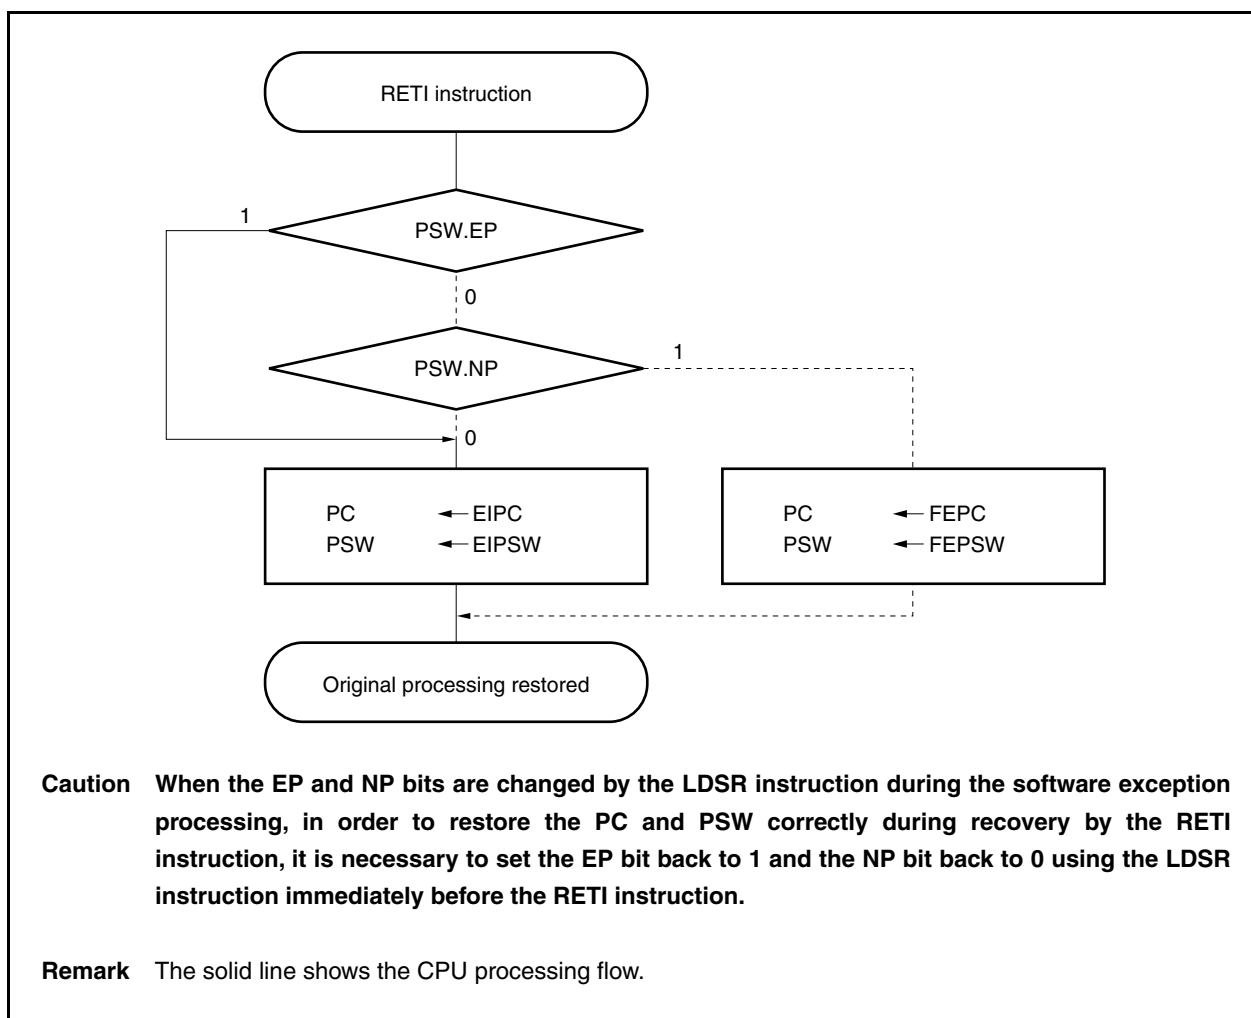 RETI instruction
1
PSW.EP
0
PSW.NP
1
0
PC ← EIPC
PSW ← EIPSW
PC ← FEPC
PSW ← FEPSW
Original processing restored
Caution When the EP and NP bits are changed by the LDSR instruction during the software exception
processing, in order to restore the PC and PSW correctly during recovery by the RETI
instruction, it is necessary to set the EP bit back to 1 and the NP bit back to 0 using the LDSR
instruction immediately before the RETI instruction.
Remark The solid line shows the CPU processing flow.